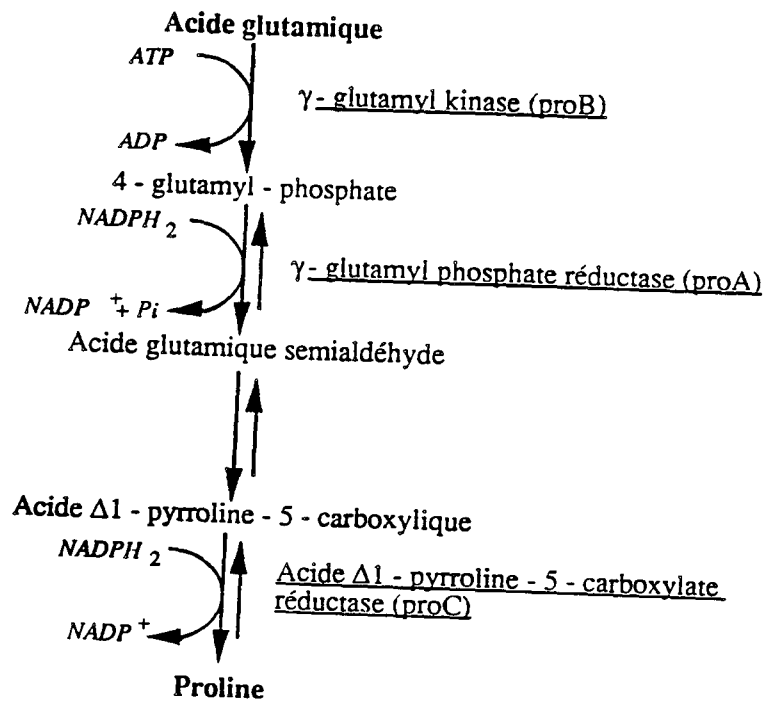 Acide glutamique
ATP
γ - glutamyl kinase (proB)
ADP
4 - glutamyl - phosphate
NADPH 2
γ - glutamyl phosphate réductase (proA)
NADP + + Pi
Acide glutamique semialdéhyde
Acide Δ1 - pyrroline - 5 - carboxylique
NADPH 2
Acide Δ1 - pyrroline - 5 - carboxylate
réductase (proC)
NADP +
Proline